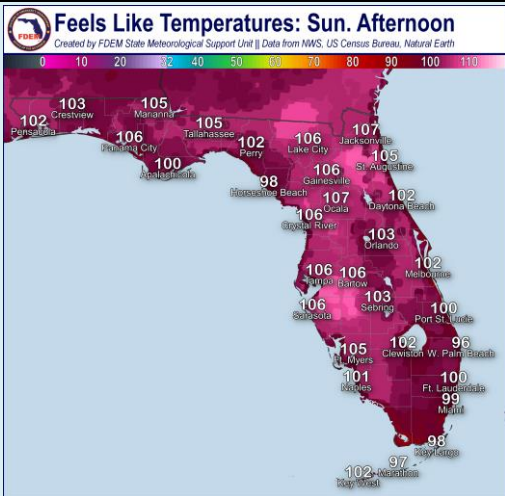 Feels Like Temperatures: Sun. Afternoon
Created by FDEM State Meteorological Support Unit || Data from NWS, US Census Bureau, Natural Earth
FDEM
0 10 20 32 40 50 60 70 80 90 100
103
Crestview
105
Marianna
102
Pensacola
105
Tallahassee
107
Jacksonville
106
Panama City
102
Perry
106
Lake City
105
St. Augustine
100
Apalachicola
106
Gainesville
98
Horseshoe Beach
107
Ocala
102
Daytona Beach
106
Crystal River
103
Orlando
102
Melbourne
106
Tampa
106
Bartow
103
Sebring
106
Sarasota
100
Port St. Lucie
105
Ft. Myers
102
Clewiston
96
W. Palm Beach
101
Naples
100
Ft. Lauderdale
99
Miami
98
Key Largo
97
Marathon
102
Key West